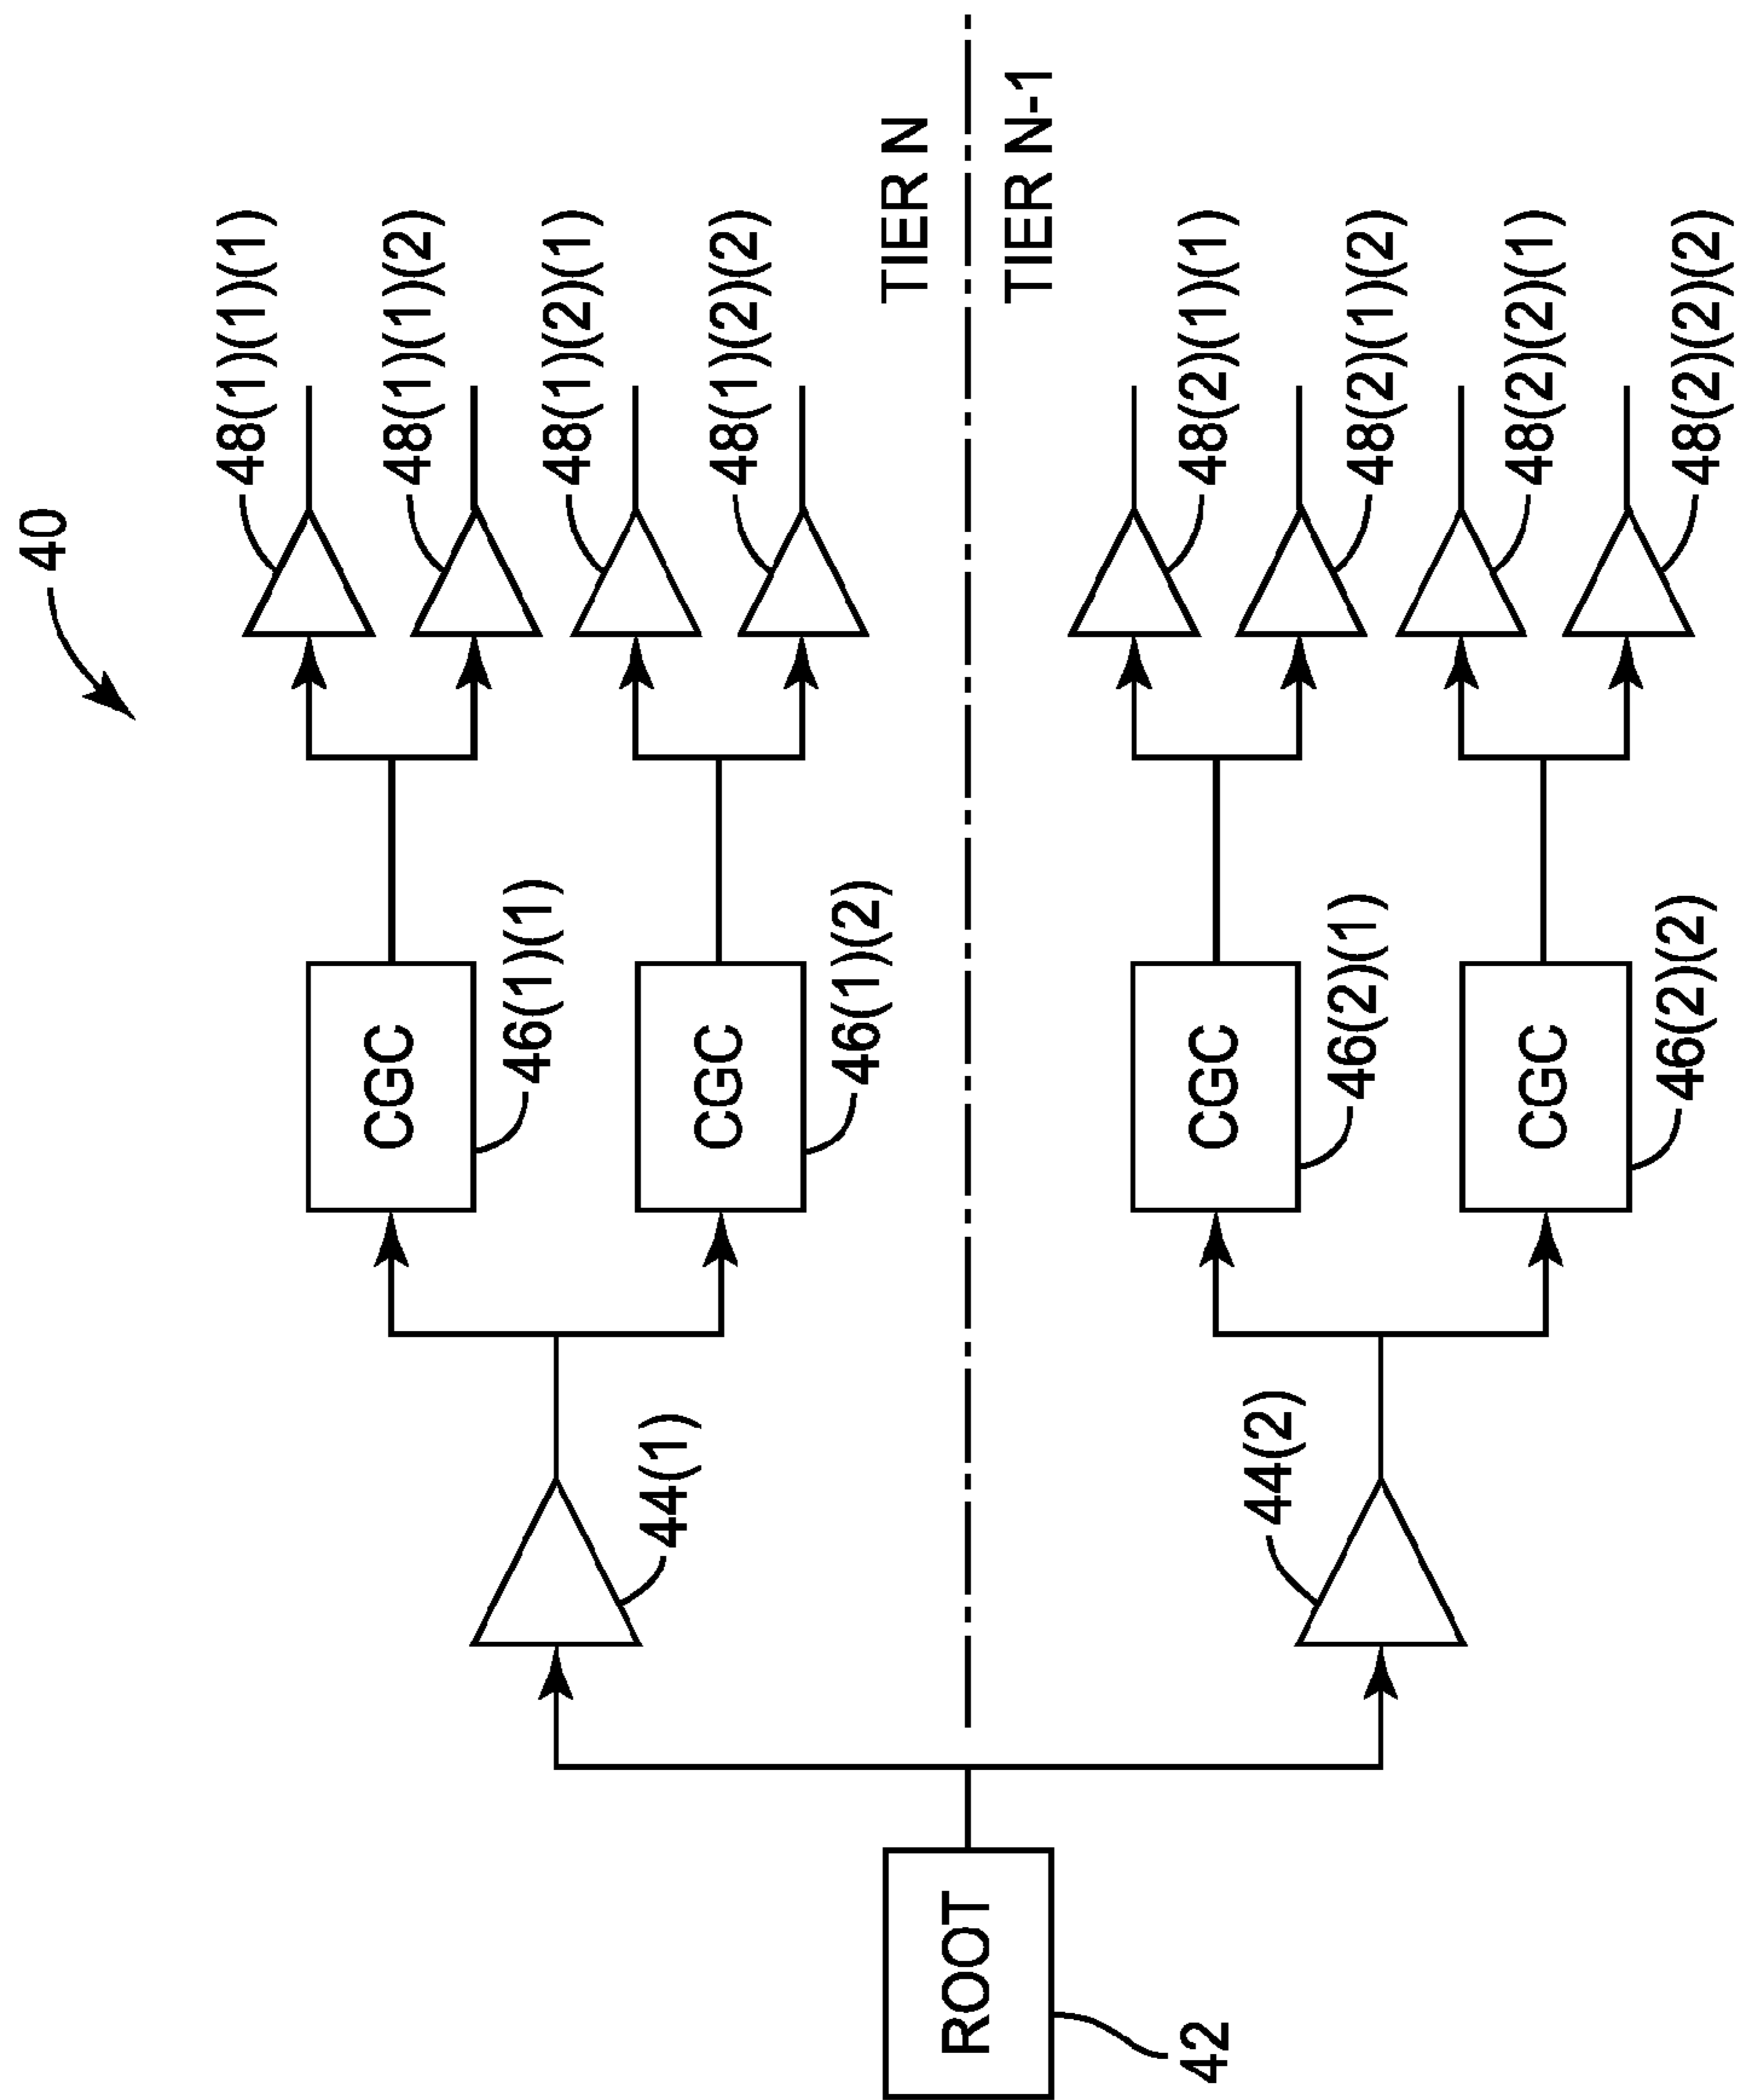 40
48(1)(1)(1)
48(1)(1)(2)
48(1)(2)(1)
48(1)(2)(2)
TIER N
TIER N-1
48(2)(1)(1)
48(2)(1)(2)
48(2)(2)(1)
48(2)(2)(2)
CGC
46(1)(1)
CGC
46(1)(2)
CGC
46(2)(1)
CGC
46(2)(2)
44(1)
44(2)
ROOT
42